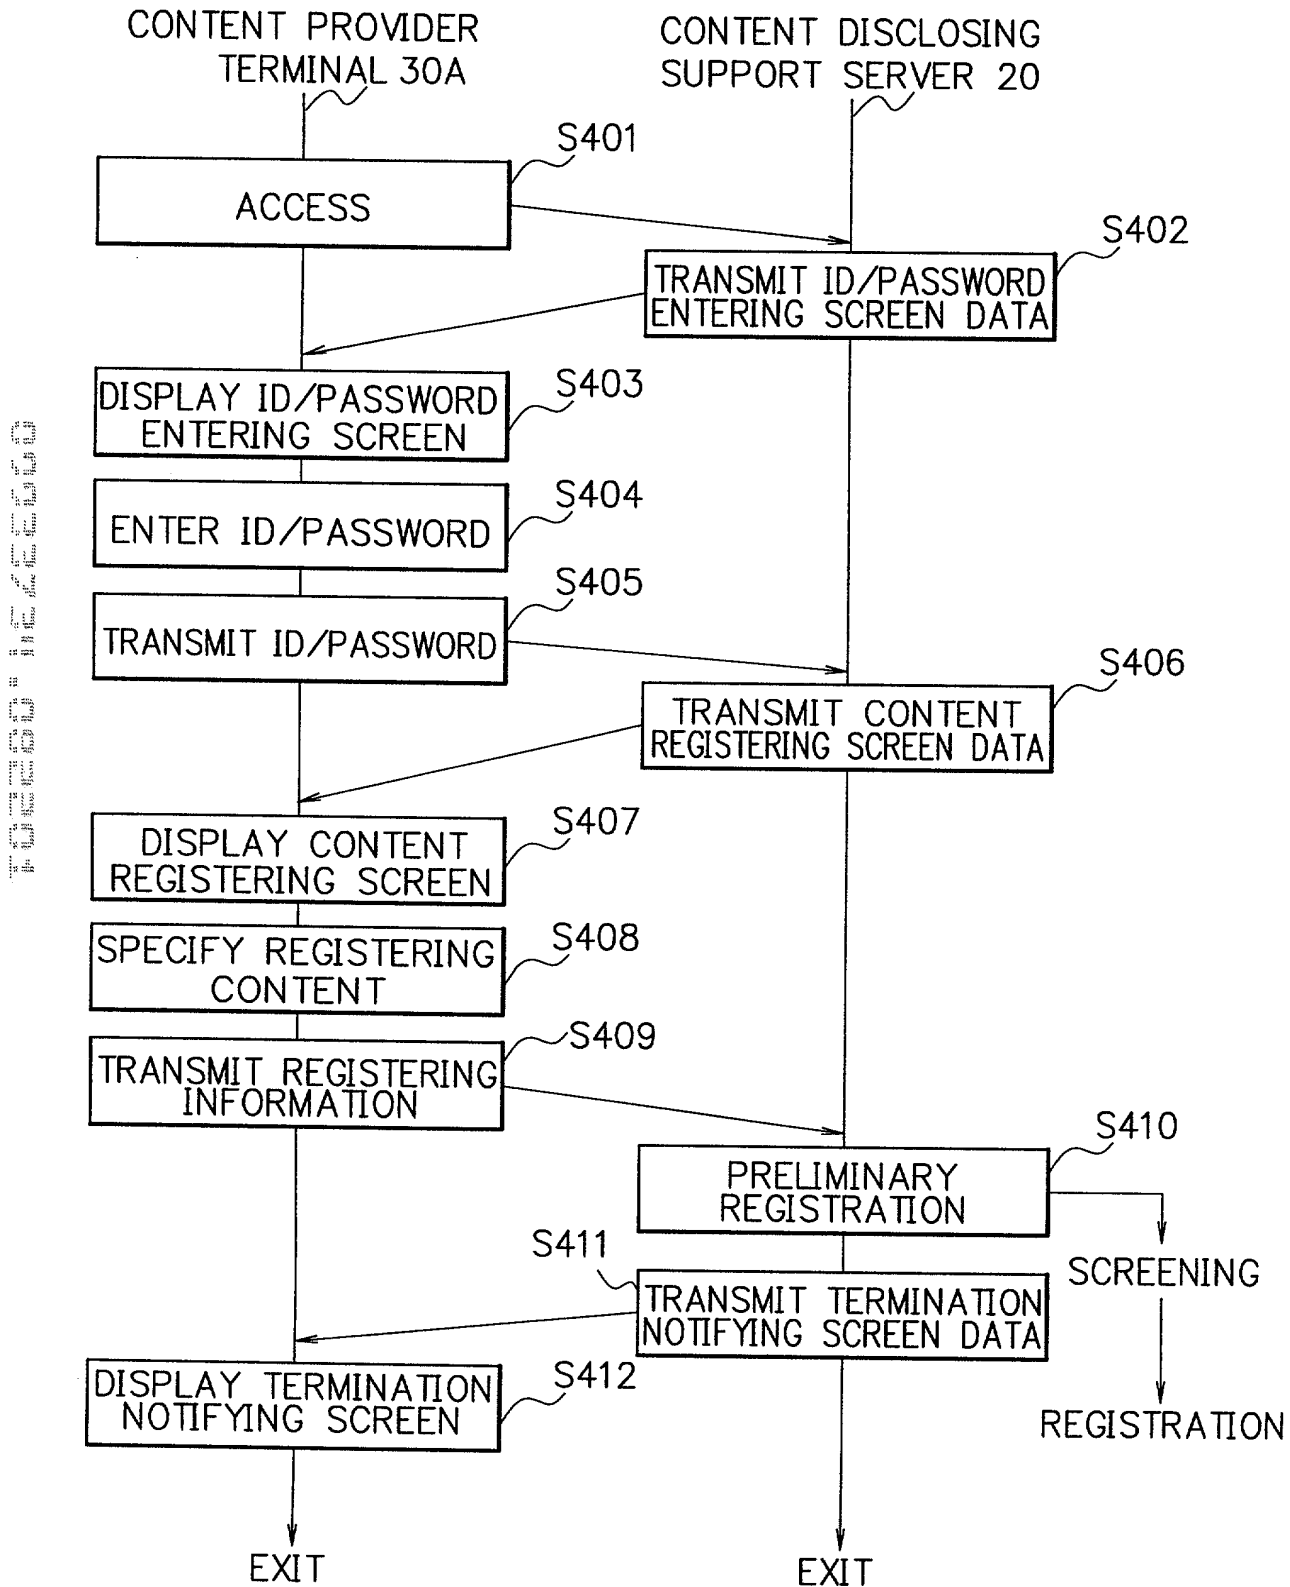 CONTENT PROVIDER
TERMINAL 30A
CONTENT DISCLOSING
SUPPORT SERVER 20
S401
ACCESS
S402
TRANSMIT ID/PASSWORD
ENTERING SCREEN DATA
S403
DISPLAY ID/PASSWORD
ENTERING SCREEN
S404
ENTER ID/PASSWORD
S405
TRANSMIT ID/PASSWORD
S406
TRANSMIT CONTENT
REGISTERING SCREEN DATA
S407
DISPLAY CONTENT
REGISTERING SCREEN
S408
SPECIFY REGISTERING
CONTENT
S409
TRANSMIT REGISTERING
INFORMATION
S410
PRELIMINARY
REGISTRATION
SCREENING
REGISTRATION
S411
TRANSMIT TERMINATION
NOTIFYING SCREEN DATA
S412
DISPLAY TERMINATION
NOTIFYING SCREEN
EXIT
EXIT